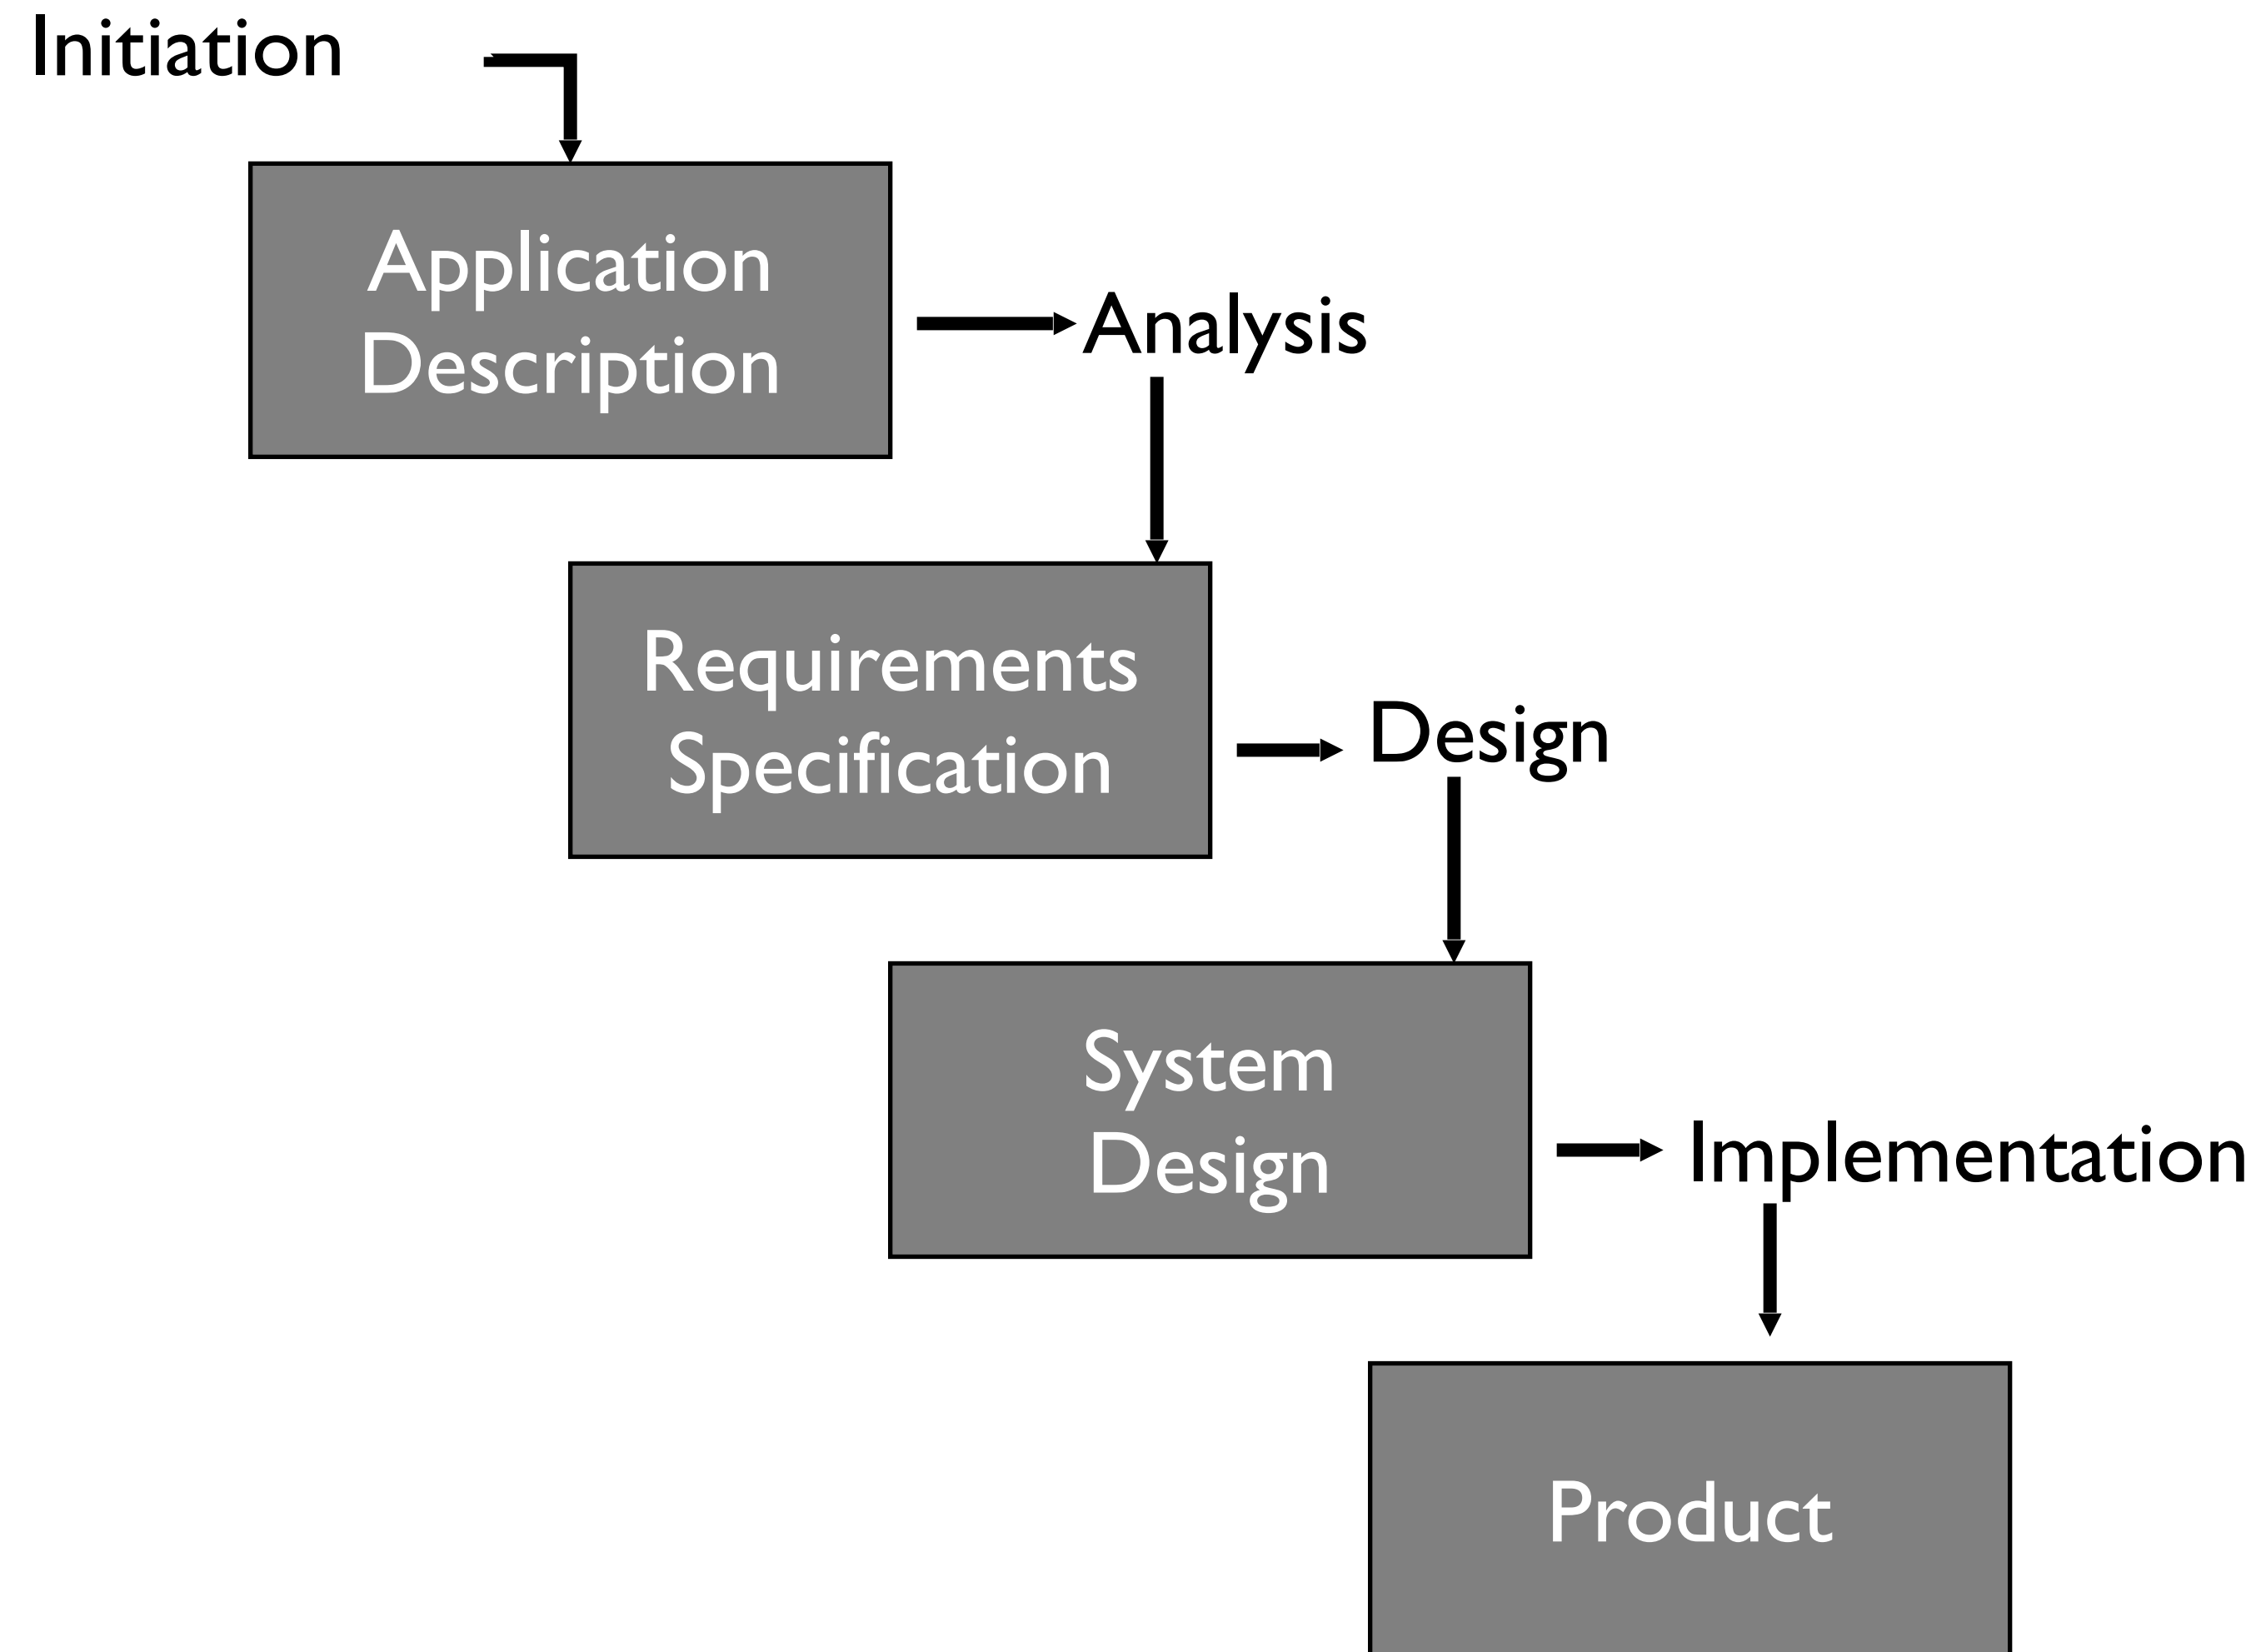 Initiation
Application
Description
Analysis
Requirements
Specification
Design
System
Design
Implementation
Product